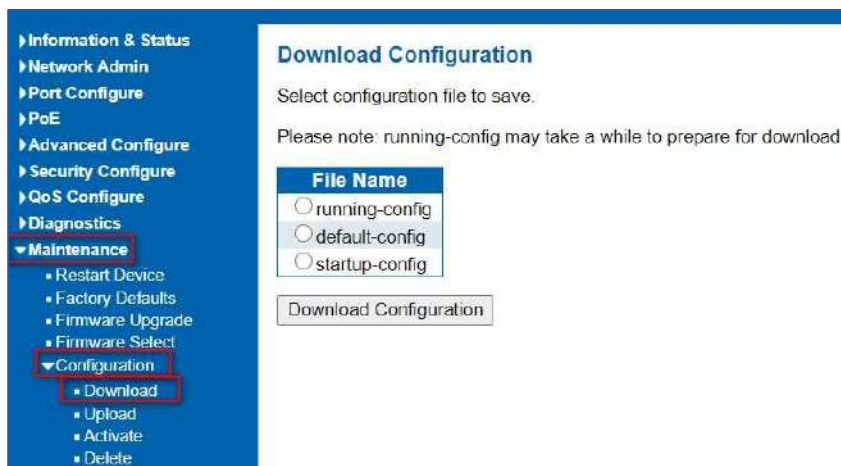 Information & Status
Network Admin
Port Configure
PoE
Advanced Configure
Security Configure
QoS Configure
Diagnostics
Maintenance
Restart Device
Factory Defaults
Firmware Upgrade
Firmware Select
Configuration
Download
Upload
Activate
Delete
Download Configuration
Select configuration file to save.
Please note: running-config may take a while to prepare for download
File Name
running-config
default-config
startup-config
Download Configuration